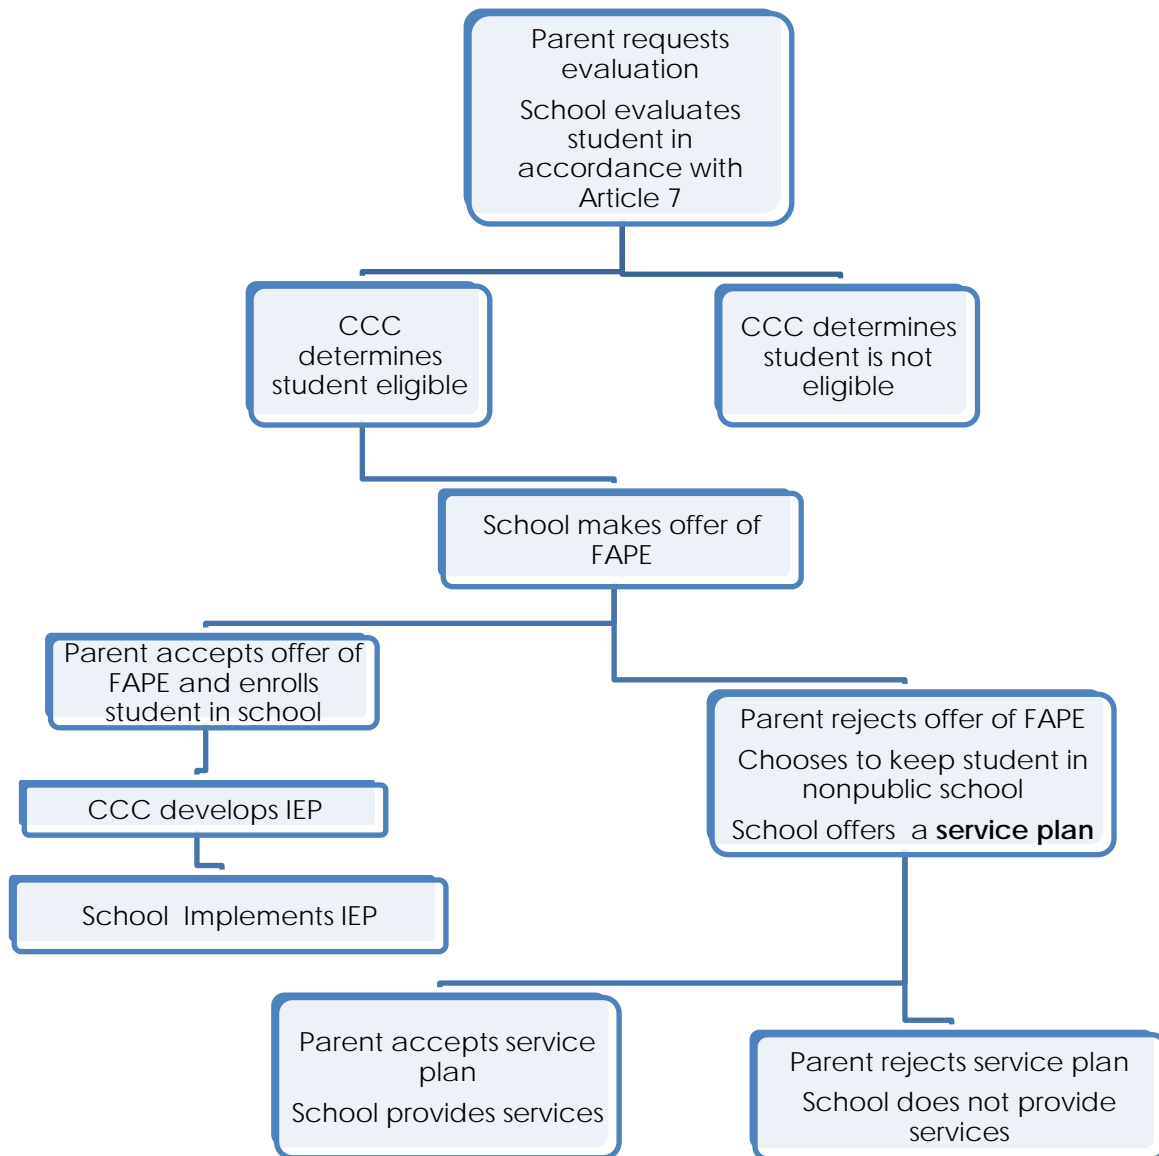 Parent requests
evaluation
School evaluates
student in
accordance with
Article 7
CCC
determines
student eligible
CCC determines
student is not
eligible
School makes offer of
FAPE
Parent accepts offer of
FAPE and enrolls
student in school
Parent rejects offer of FAPE
Chooses to keep student in
nonpublic school
School offers  a service plan
CCC develops IEP
School  Implements IEP
Parent accepts service
plan
School provides services
Parent rejects service plan
School does not provide
services